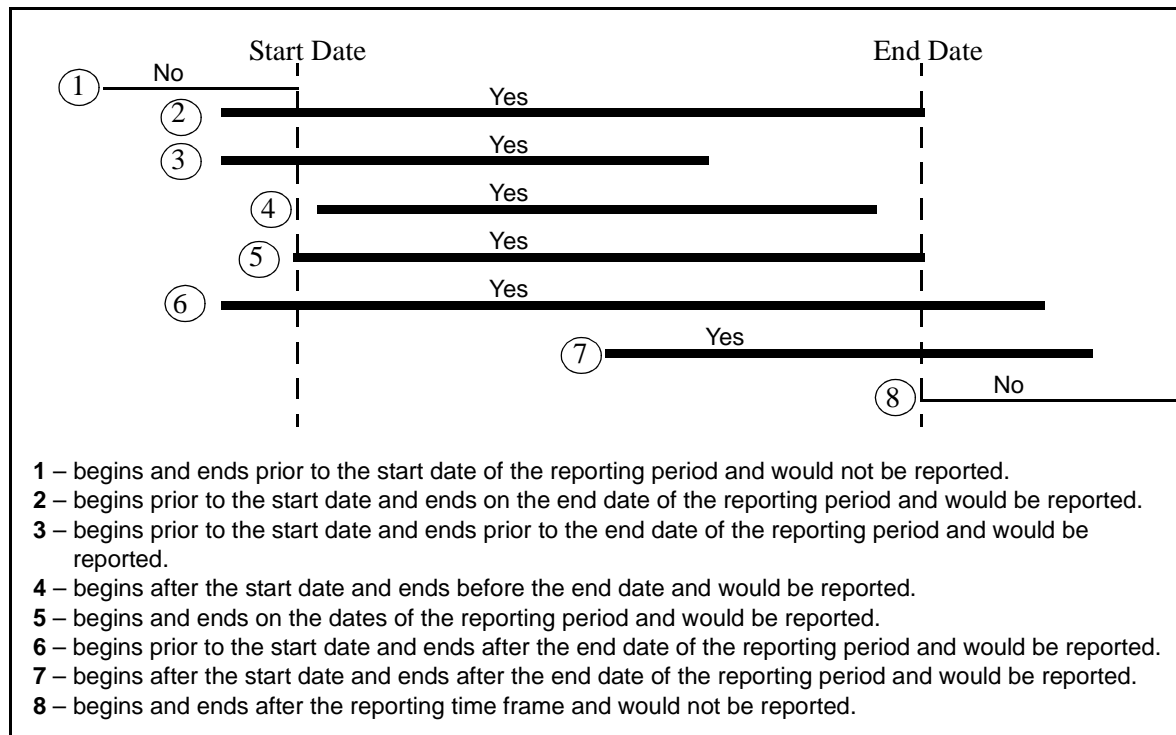 Start Date End Date
1 No
2 Yes
3 Yes
4 Yes
5 Yes
6 Yes
7 Yes
8 No
1 – begins and ends prior to the start date of the reporting period and would not be reported.
2 – begins prior to the start date and ends on the end date of the reporting period and would be reported.
3 – begins prior to the start date and ends prior to the end date of the reporting period and would be
reported.
4 – begins after the start date and ends before the end date and would be reported.
5 – begins and ends on the dates of the reporting period and would be reported.
6 – begins prior to the start date and ends after the end date of the reporting period and would be reported.
7 – begins after the start date and ends after the end date of the reporting period and would be reported.
8 – begins and ends after the reporting time frame and would not be reported.